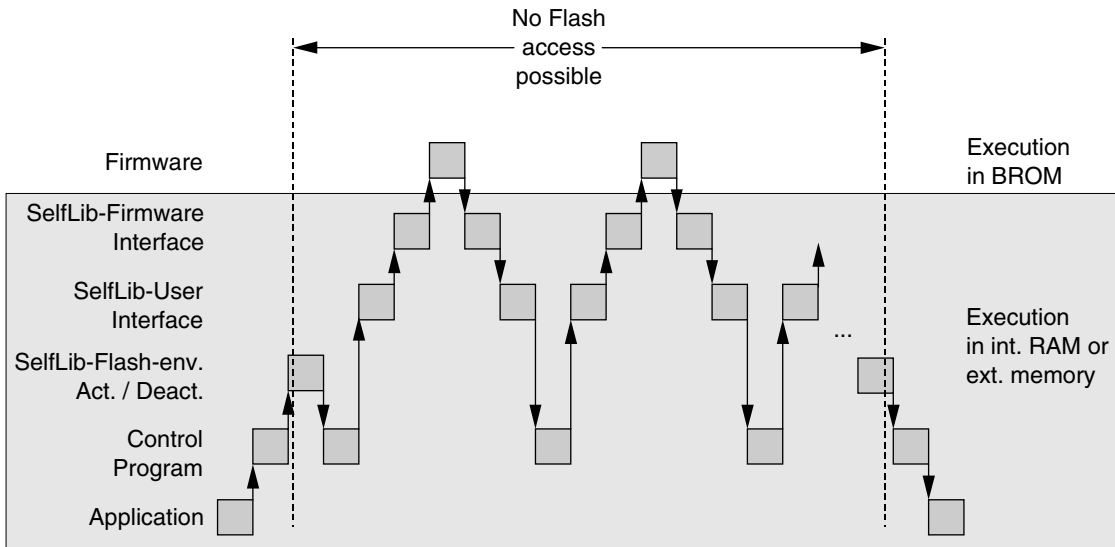 No Flash
access
possible
Firmware
Execution
in BROM
SelfLib-Firmware
Interface
SelfLib-User
Interface
Execution
in int. RAM or
ext. memory
...
SelfLib-Flash-env.
Act. / Deact.
Control
Program
Application